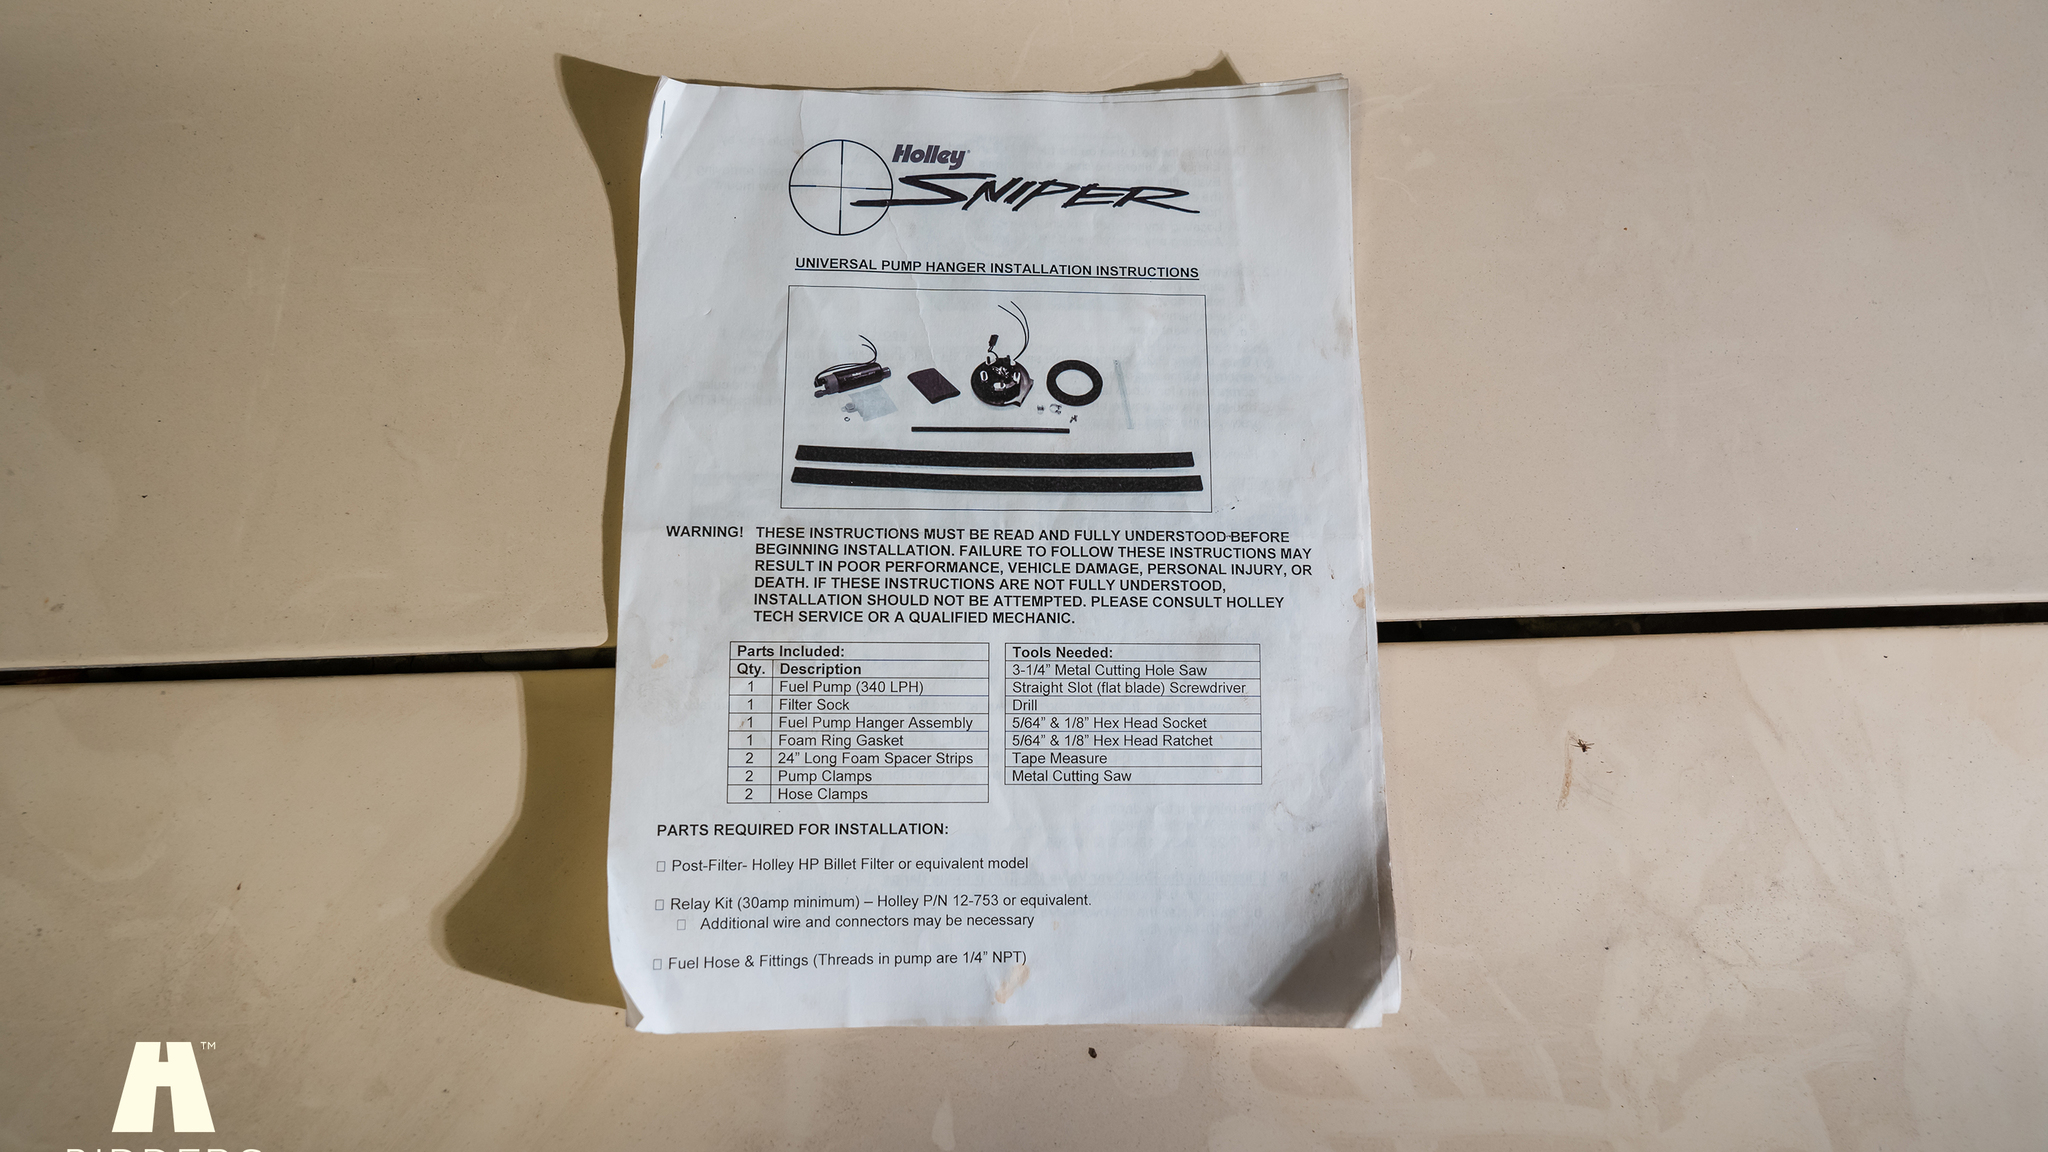 Holley
SNIPER
UNIVERSAL PUMP HANGER INSTALLATION INSTRUCTIONS
WARNING! THESE INSTRUCTIONS MUST BE READ AND FULLY UNDERSTOOD BEFORE
BEGINNING INSTALLATION. FAILURE TO FOLLOW THESE INSTRUCTIONS MAY
RESULT IN POOR PERFORMANCE, VEHICLE DAMAGE, PERSONAL INJURY, OR
DEATH. IF THESE INSTRUCTIONS ARE NOT FULLY UNDERSTOOD,
INSTALLATION SHOULD NOT BE ATTEMPTED. PLEASE CONSULT HOLLEY
TECH SERVICE OR A QUALIFIED MECHANIC.
Parts Included:
Qty. Description
1 Fuel Pump (340 LPH)
1 Filter Sock
1 Fuel Pump Hanger Assembly
1 Foam Ring Gasket
2 24" Long Foam Spacer Strips
2 Pump Clamps
2 Hose Clamps
Tools Needed:
3-1/4" Metal Cutting Hole Saw
Straight Slot (flat blade) Screwdriver
Drill
5/64" & 1/8" Hex Head Socket
5/64" & 1/8" Hex Head Ratchet
Tape Measure
Metal Cutting Saw
PARTS REQUIRED FOR INSTALLATION:
Post-Filter- Holley HP Billet Filter or equivalent model
Relay Kit (30amp minimum) – Holley P/N 12-753 or equivalent.
Additional wire and connectors may be necessary
Fuel Hose & Fittings (Threads in pump are 1/4" NPT)
TM